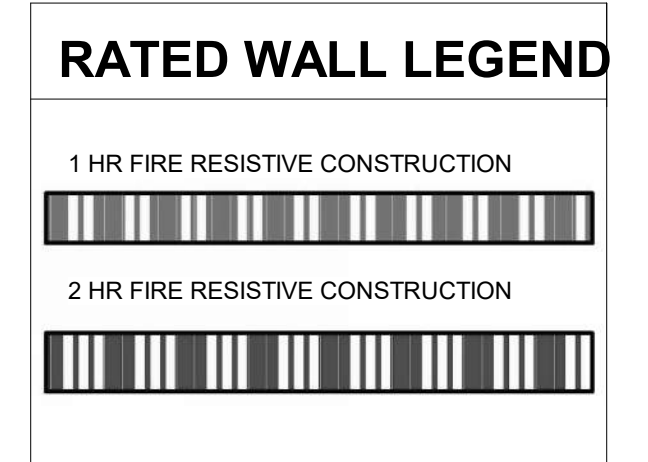 RATED WALL LEGEND
1 HR FIRE RESISTIVE CONSTRUCTION
2 HR FIRE RESISTIVE CONSTRUCTION